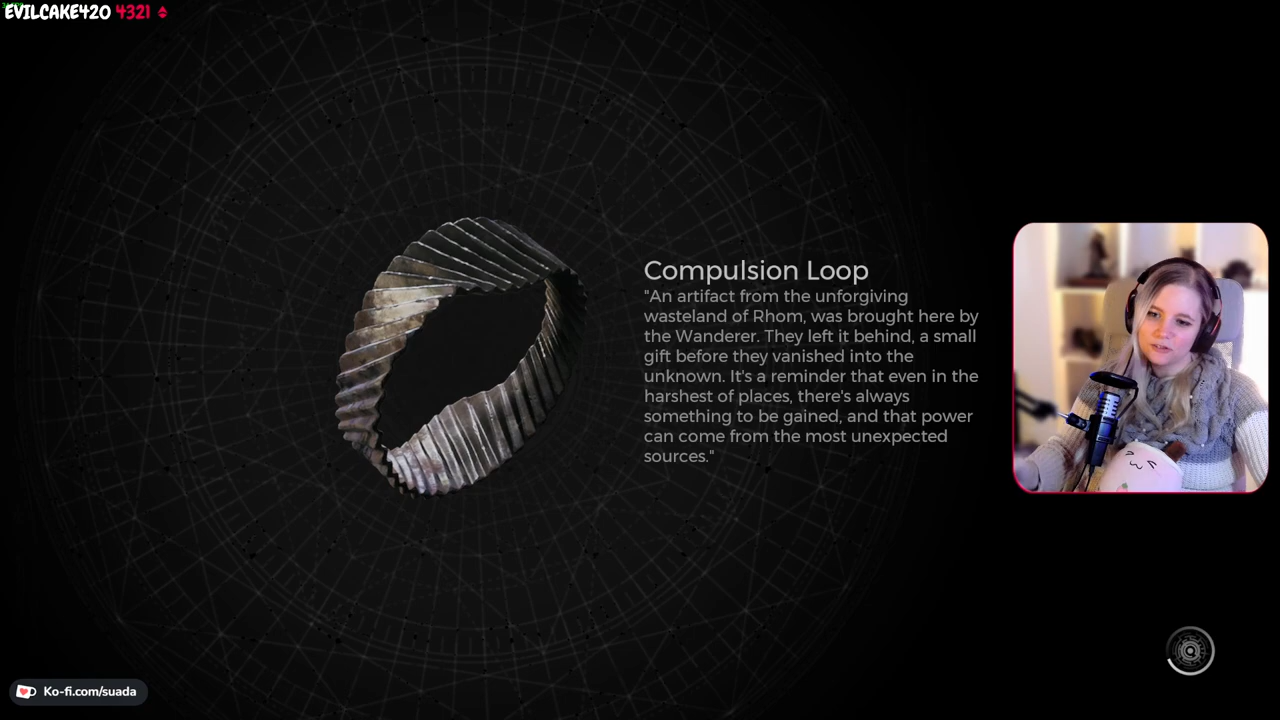 EVILCAKE420 4321
Compulsion Loop
"An artifact from the unforgiving
wasteland of Rhom, was brought here by
the Wanderer. They left it behind, a small
gift before they vanished into the
unknown. It's a reminder that even in the
harshest of places, there's always
something to be gained, and that power
can come from the most unexpected
sources."
Ko-fi.com/suada